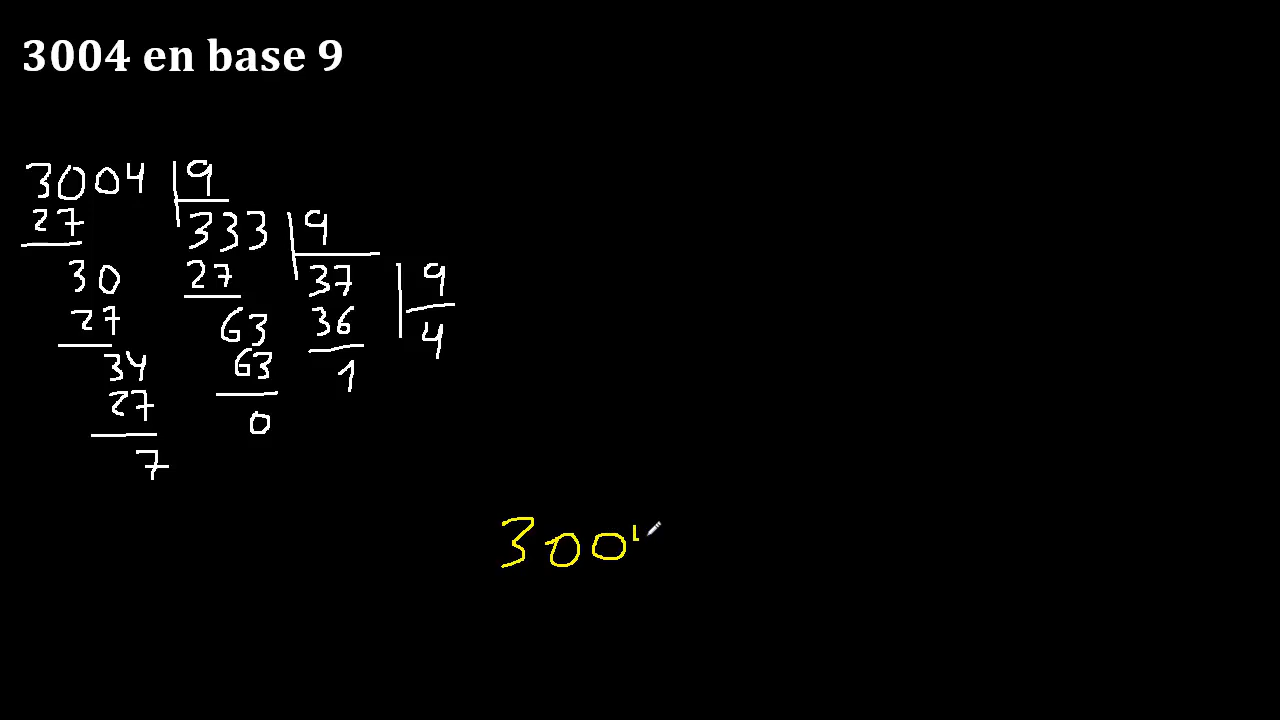 3004 en base 9
3004 9
27 333 9
30 27 37 9
27 63 36 4
34 63 1
27 0
7
300